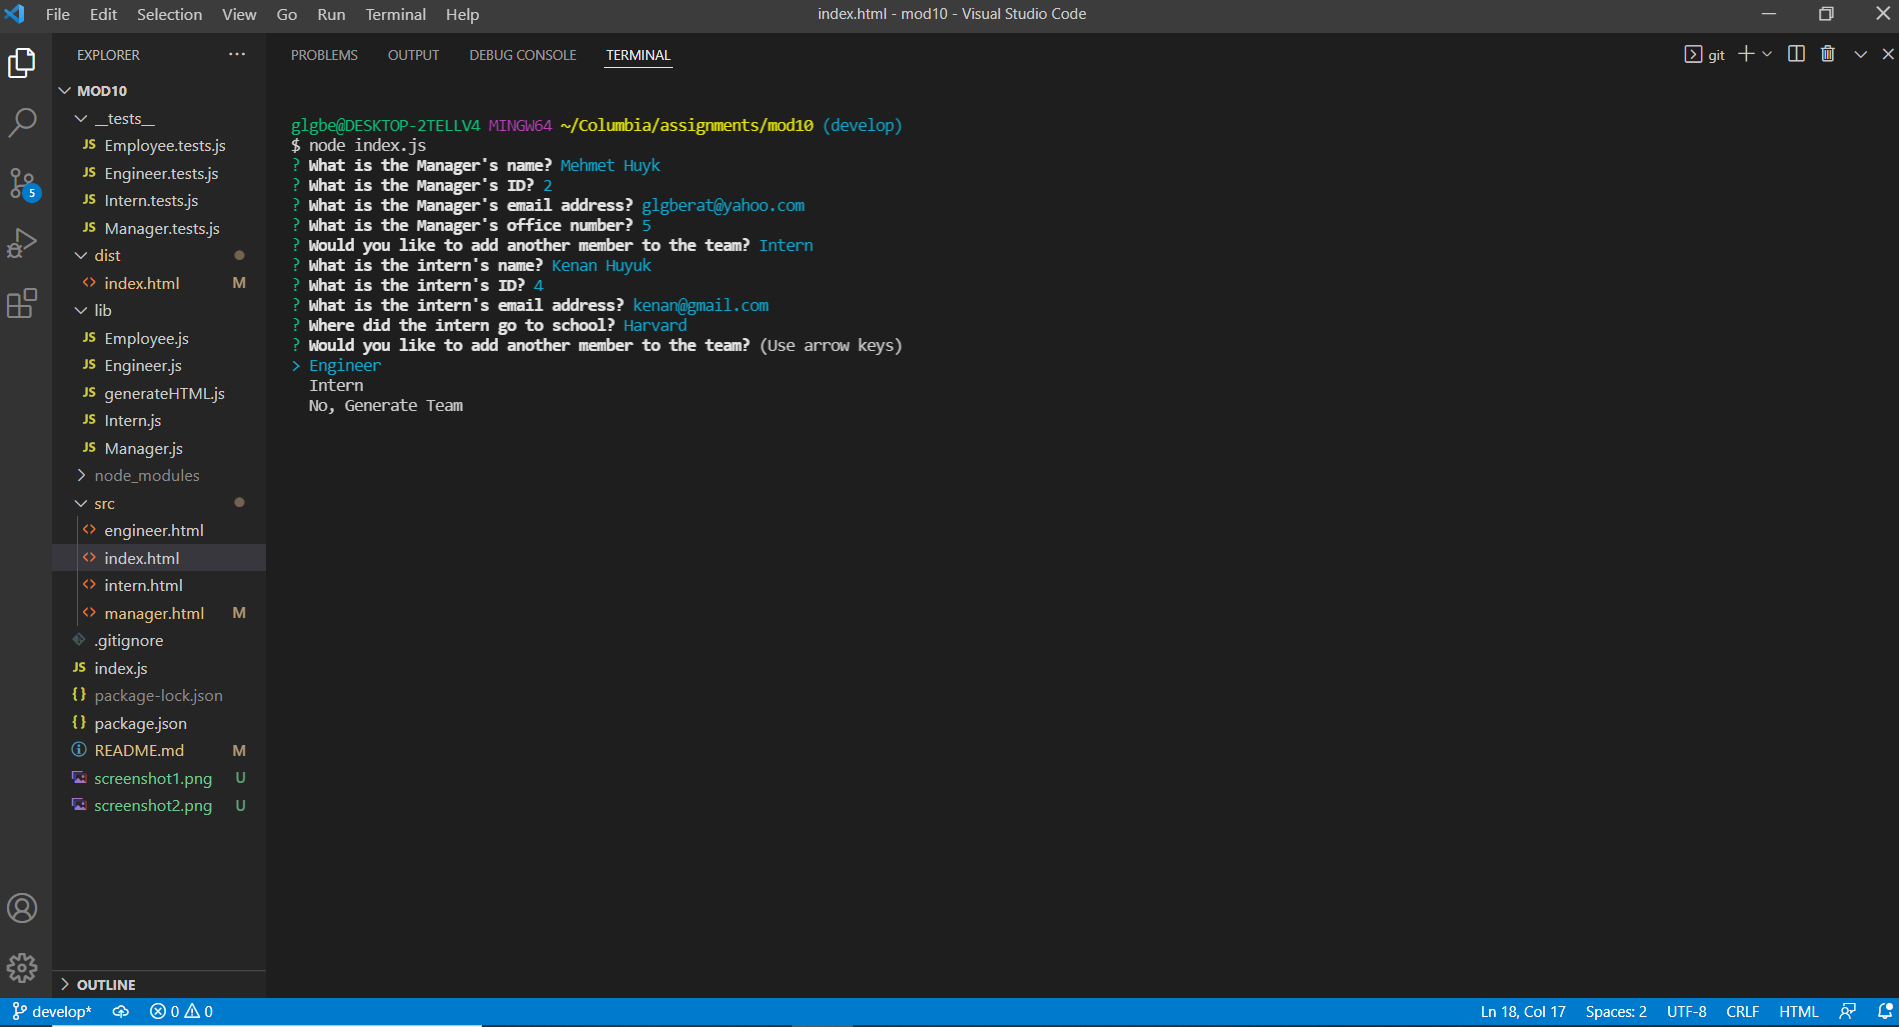 File Edit Selection View Go Run Terminal Help
index.html - mod10 - Visual Studio Code
EXPLORER
MOD10
__tests__
JS Employee.tests.js
JS Engineer.tests.js
JS Intern.tests.js
JS Manager.tests.js
dist
<> index.html M
lib
JS Employee.js
JS Engineer.js
JS generateHTML.js
JS Intern.js
JS Manager.js
node_modules
src
<> engineer.html
<> index.html
<> intern.html
<> manager.html M
.gitignore
JS index.js
{} package-lock.json
{} package.json
README.md M
screenshot1.png U
screenshot2.png U
OUTLINE
5
PROBLEMS OUTPUT DEBUG CONSOLE TERMINAL
git
glgbe@DESKTOP-2TELLV4 MINGW64 ~/Columbia/assignments/mod10 (develop)
$ node index.js
? What is the Manager's name? Mehmet Huyk
? What is the Manager's ID? 2
? What is the Manager's email address? glgberat@yahoo.com
? What is the Manager's office number? 5
? Would you like to add another member to the team? Intern
? What is the intern's name? Kenan Huyuk
? What is the intern's ID? 4
? What is the intern's email address? kenan@gmail.com
? Where did the intern go to school? Harvard
? Would you like to add another member to the team? (Use arrow keys)
> Engineer
Intern
No, Generate Team
develop* 0 0
Ln 18, Col 17 Spaces: 2 UTF-8 CRLF HTML